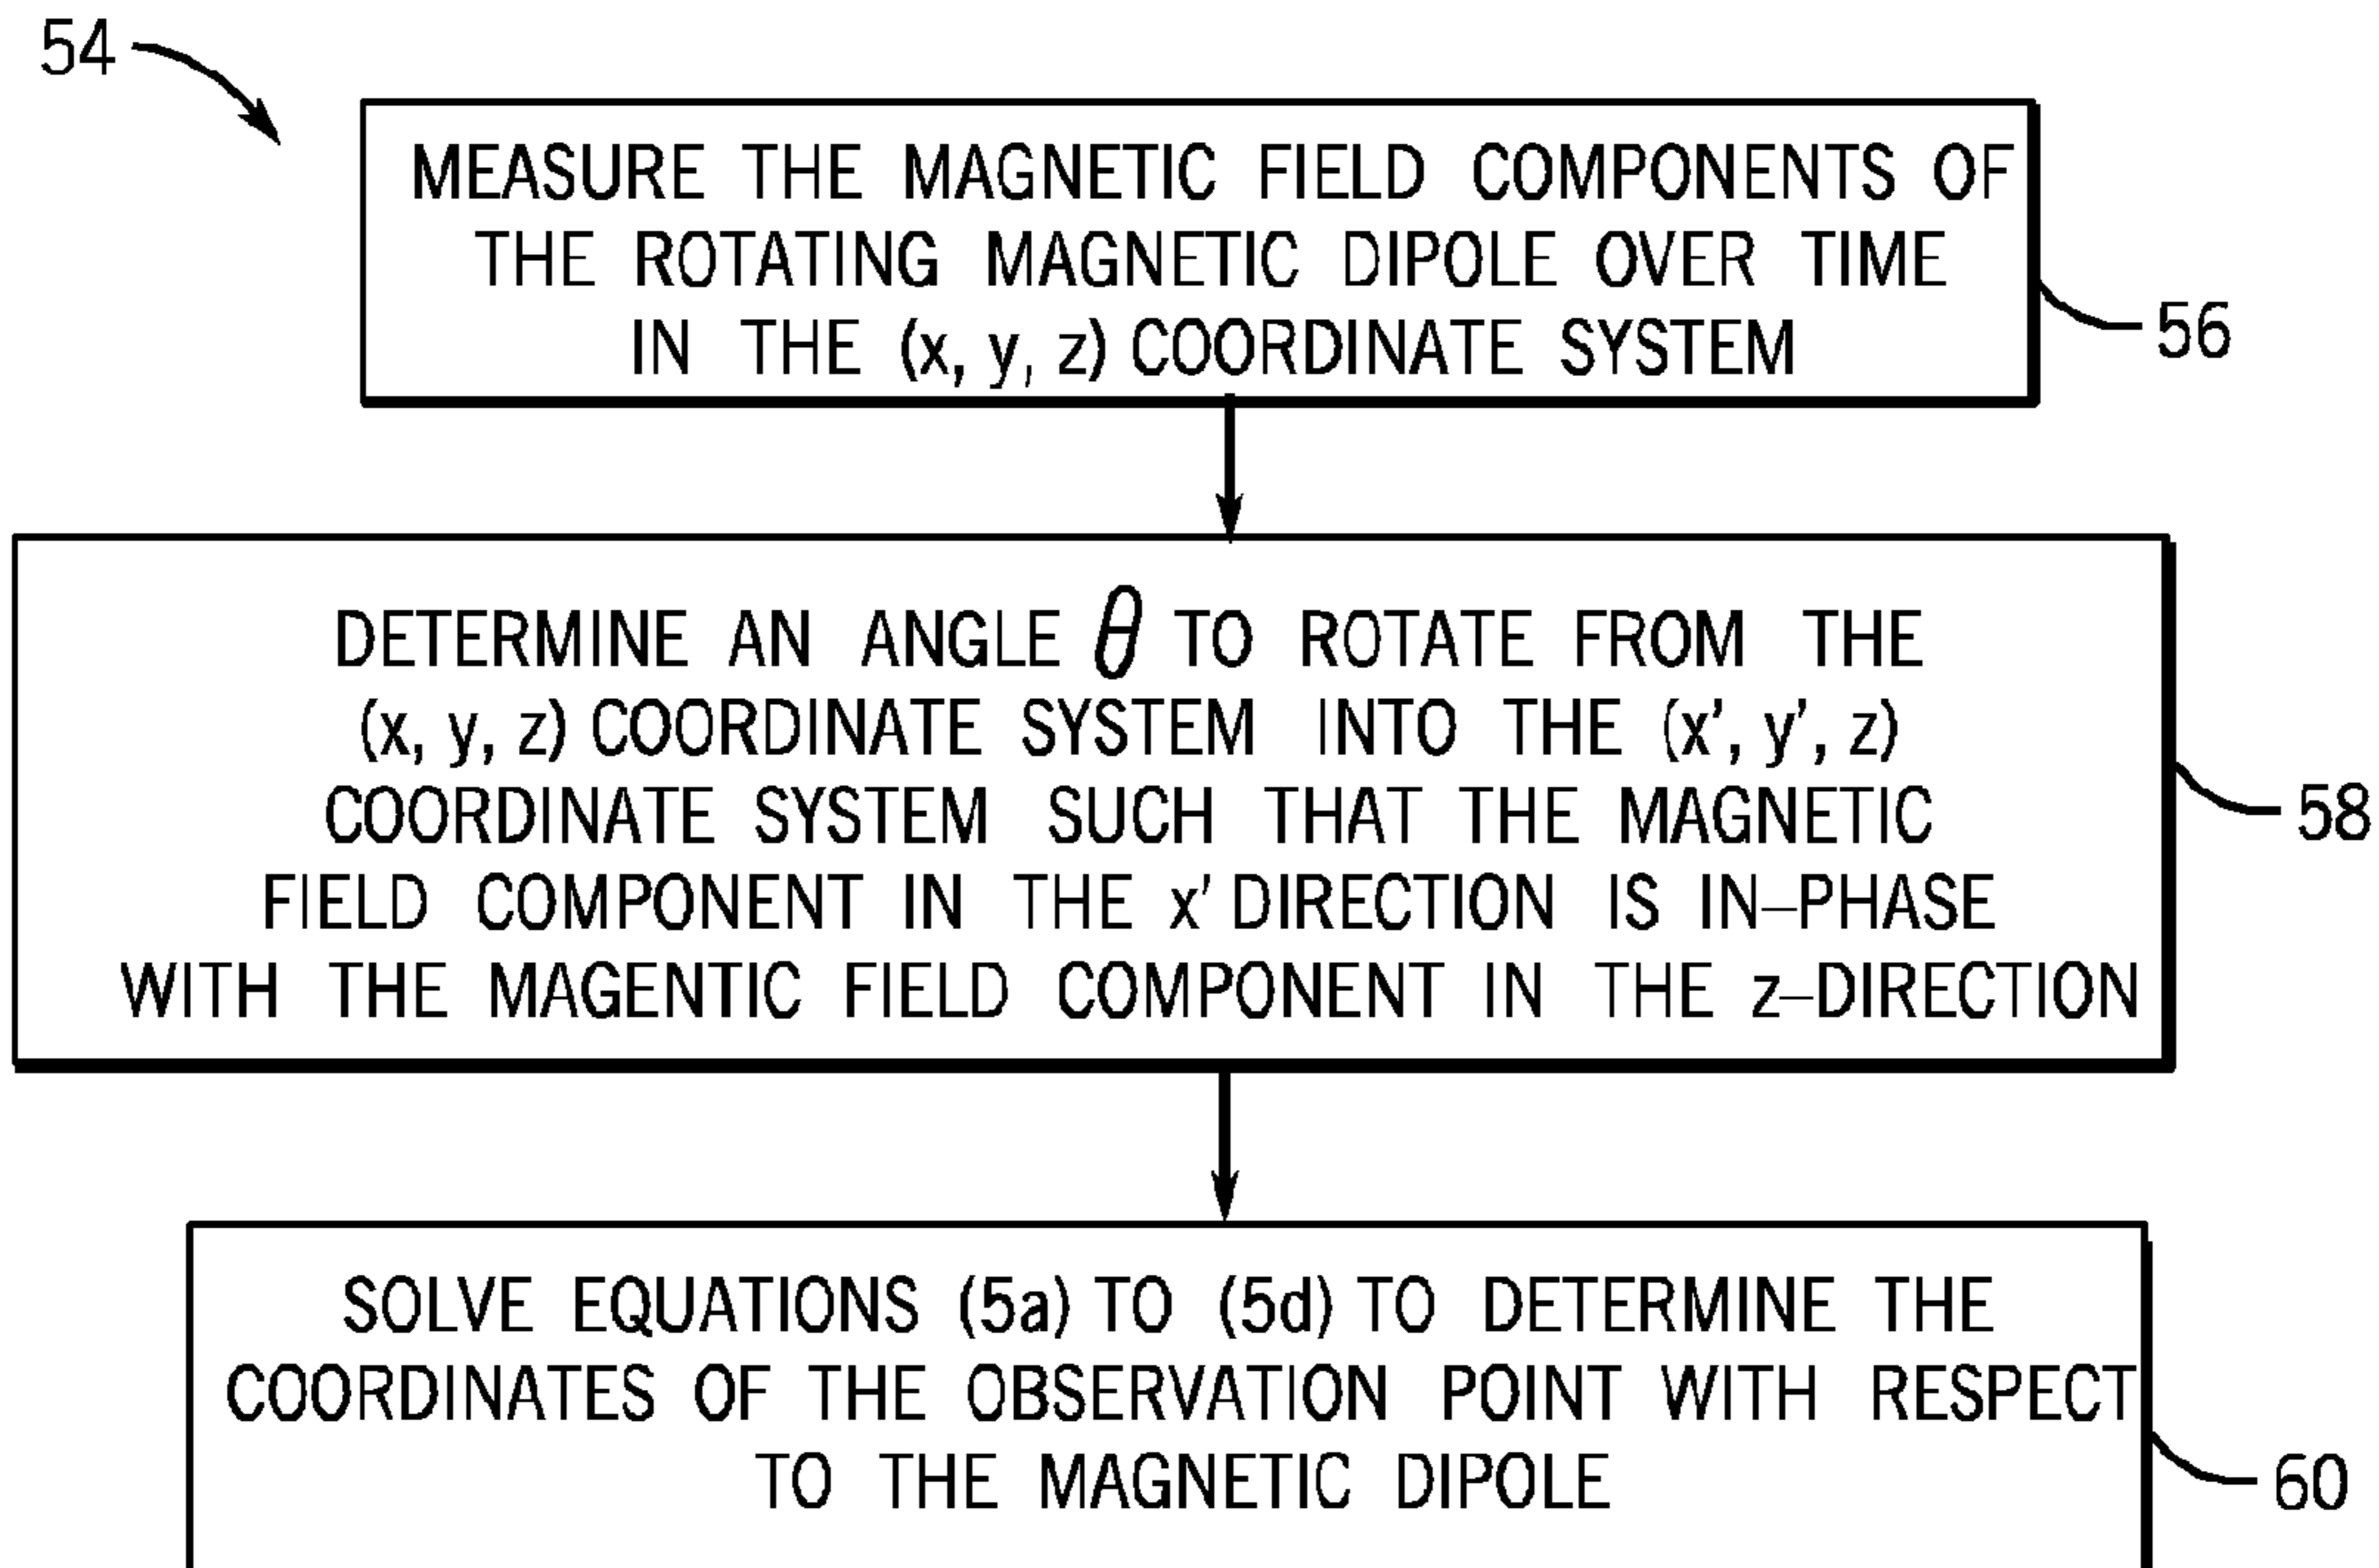 54
MEASURE THE MAGNETIC FIELD COMPONENTS OF
THE ROTATING MAGNETIC DIPOLE OVER TIME
IN THE (x, y, z) COORDINATE SYSTEM
56
DETERMINE AN ANGLE θ TO ROTATE FROM THE
(x, y, z) COORDINATE SYSTEM INTO THE (x', y', z)
COORDINATE SYSTEM SUCH THAT THE MAGNETIC
FIELD COMPONENT IN THE x' DIRECTION IS IN–PHASE
WITH THE MAGENTIC FIELD COMPONENT IN THE z–DIRECTION
58
SOLVE EQUATIONS (5a) TO (5d) TO DETERMINE THE
COORDINATES OF THE OBSERVATION POINT WITH RESPECT
TO THE MAGNETIC DIPOLE
60